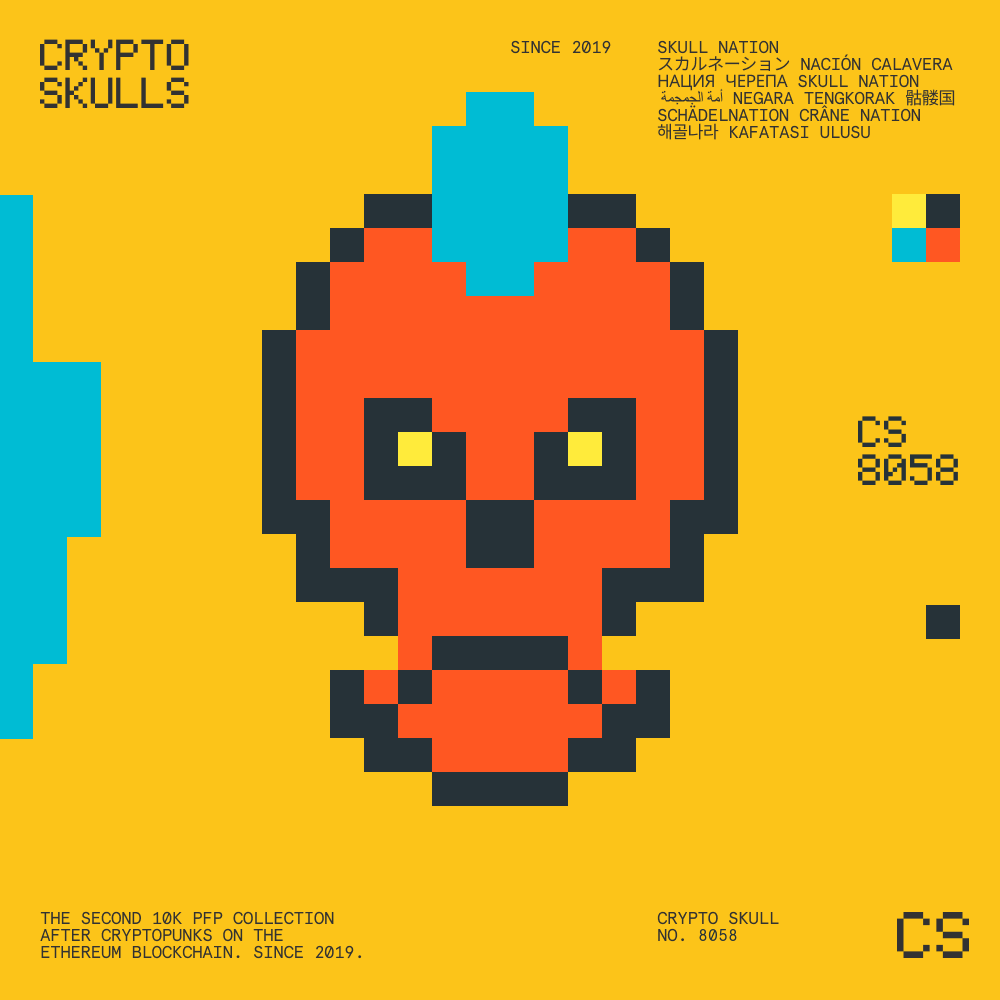 CRYPTO
SKULLS
SINCE 2019
SKULL NATION
スカルネーション NACIÓN CALAVERA
НАЦИЯ ЧЕРЕПА SKULL NATION
أمة الجمجمة NEGARA TENGKORAK 骷髅国
SCHÄDELNATION CRÂNE NATION
해골나라 KAFATASI ULUSU
CS
8058
THE SECOND 10K PFP COLLECTION
AFTER CRYPTOPUNKS ON THE
ETHEREUM BLOCKCHAIN. SINCE 2019.
CRYPTO SKULL
NO. 8058
CS